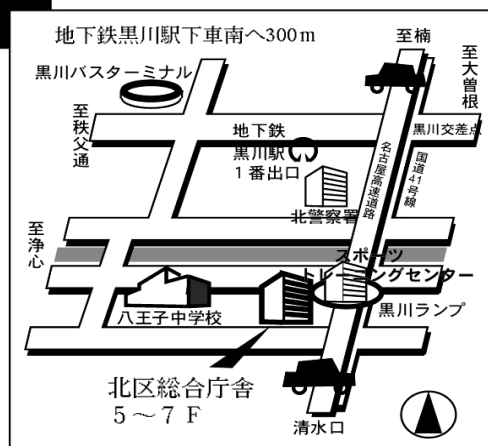 地下鉄黒川駅下車南へ300m
至楠
至大曽根
黒川バスターミナル
至秩父通
地下鉄
黒川駅
1番出口
黒川交差点
名古屋高速道路
国道41号線
北警察署
至浄心
スポーツ
トレーニングセンター
八王子中学校
黒川ランプ
北区総合庁舎
5～7F
清水口